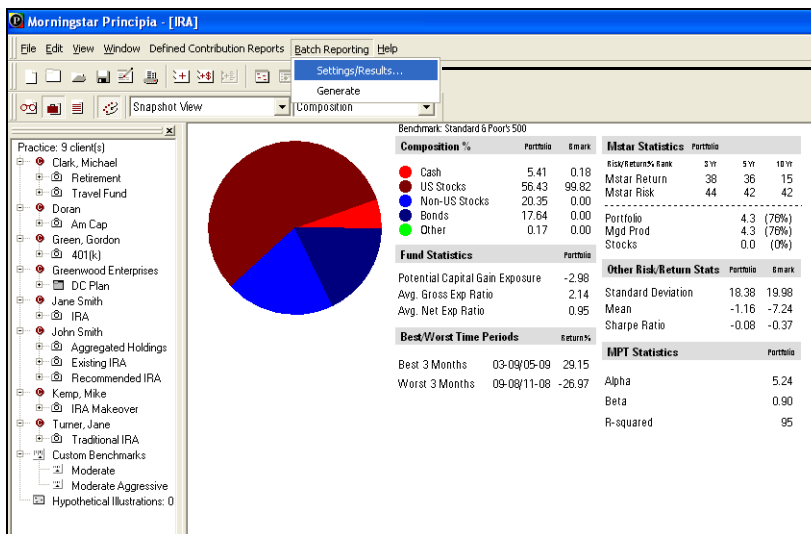 Morningstar Principia - [IRA]
File Edit View Window Defined Contribution Reports Batch Reporting Help
Settings/Results...
Generate
Snapshot View Composition
Practice: 9 client(s)
Clark, Michael
Retirement
Travel Fund
Doran
Am Cap
Green, Gordon
401(k)
Greenwood Enterprises
DC Plan
Jane Smith
IRA
John Smith
Aggregated Holdings
Existing IRA
Recommended IRA
Kemp, Mike
IRA Makeover
Turner, Jane
Traditional IRA
Custom Benchmarks
Moderate
Moderate Aggressive
Hypothetical Illustrations: 0
Benchmark: Standard & Poor's 500
Composition % Portfolio Bmark
Cash 5.41 0.18
US Stocks 56.43 99.82
Non-US Stocks 20.35 0.00
Bonds 17.64 0.00
Other 0.17 0.00
Fund Statistics Portfolio
Potential Capital Gain Exposure -2.98
Avg. Gross Exp Ratio 2.14
Avg. Net Exp Ratio 0.95
Best/Worst Time Periods Return%
Best 3 Months 03-09/05-09 29.15
Worst 3 Months 09-08/11-08 -26.97
Mstar Statistics Portfolio
Risk/Return% Rank 3 Yr 5 Yr 10 Yr
Mstar Return 38 36 15
Mstar Risk 44 42 42
Portfolio 4.3 (76%)
Mgd Prod 4.3 (76%)
Stocks 0.0 (0%)
Other Risk/Return Stats Portfolio Bmark
Standard Deviation 18.38 19.98
Mean -1.16 -7.24
Sharpe Ratio -0.08 -0.37
MPT Statistics Portfolio
Alpha 5.24
Beta 0.90
R-squared 95